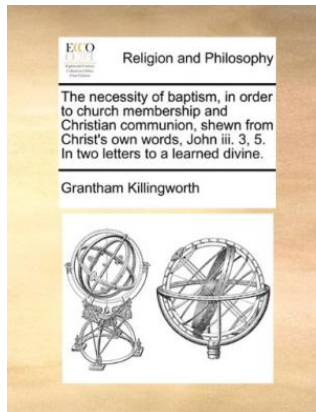 ECCO
Religion and Philosophy
The necessity of baptism, in order
to church membership and
Christian communion, shewn from
Christ's own words, John iii. 3, 5.
In two letters to a learned divine.
Grantham Killingworth